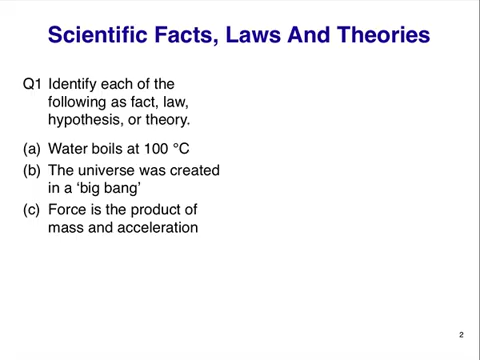 Scientific Facts, Laws And Theories
Q1 Identify each of the
following as fact, law,
hypothesis, or theory.
(a) Water boils at 100 °C
(b) The universe was created
in a ‘big bang’
(c) Force is the product of
mass and acceleration
2